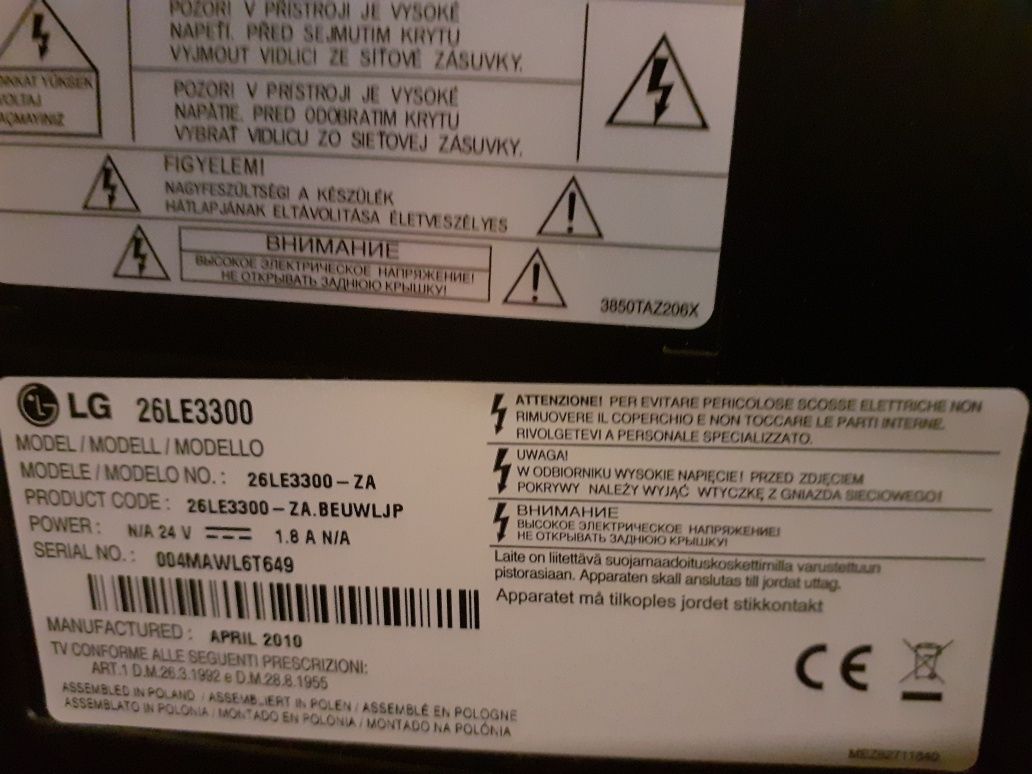 POZOR! V PŘÍSTROJI JE VYSOKÉ
NAPĚTÍ. PŘED SEJMUTIM KRYTU
VYJMOUT VIDLICI ZE SÍŤOVÉ ZÁSUVKY.
YÜKSEK
VOLTAJ
AÇMAYINIZ
POZOR! V PRISTROJI JE VYSOKÉ
NAPÄTIE. PRED ODOBRATIM KRYTU
VYBRAŤ VIDLICU ZO SIEŤOVEJ ZÁSUVKY.
FIGYELEM!
NAGYFESZÜLTSÉG! A KÉSZÜLÉK
HÁTLAPJÁNAK ELTÁVOLITÁSA ÉLETVESZÉLYES
ВНИМАНИЕ
ВЫСОКОЕ ЭЛЕКТРИЧЕСКОЕ НАПРЯЖЕНИЕ!
НЕ ОТКРЫВАТЬ ЗАДНЮЮ КРЫШКУ!
3850TAZ206X
LG 26LE3300
MODEL / MODELL / MODELLO
MODELE / MODELO NO. : 26LE3300-ZA
PRODUCT CODE : 26LE3300-ZA.BEUWLJP
POWER : N/A 24 V 1.8 A N/A
SERIAL NO. : 004MAWL6T649
MANUFACTURED : APRIL 2010
TV CONFORME ALLE SEGUENTI PRESCRIZIONI:
ART.1 D.M.26.3.1992 e D.M.28.8.1955
ASSEMBLED IN POLAND / ASSEMBLIERT IN POLEN / ASSEMBLÉ EN POLOGNE
ASSEMBLATO IN POLONIA / MONTADO EN POLONIA / MONTADO NA POLÓNIA
ATTENZIONE! PER EVITARE PERICOLOSE SCOSSE ELETTRICHE NON
RIMUOVERE IL COPERCHIO E NON TOCCARE LE PARTI INTERNE.
RIVOLGETEVI A PERSONALE SPECIALIZZATO.
UWAGA!
W ODBIORNIKU WYSOKIE NAPIĘCIE! PRZED ZDJĘCIEM
POKRYWY NALEŻY WYJĄĆ WTYCZKĘ Z GNIAZDA SIECIOWEGO!
ВНИМАНИЕ
ВЫСОКОЕ ЭЛЕКТРИЧЕСКОЕ НАПРЯЖЕНИЕ!
НЕ ОТКРЫВАТЬ ЗАДНЮЮ КРЫШКУ!
Laite on liitettävä suojamaadoituskoskettimilla varustettuun
pistorasiaan. Apparaten skall anslutas till jordat uttag.
Apparatet må tilkoples jordet stikkontakt
CE